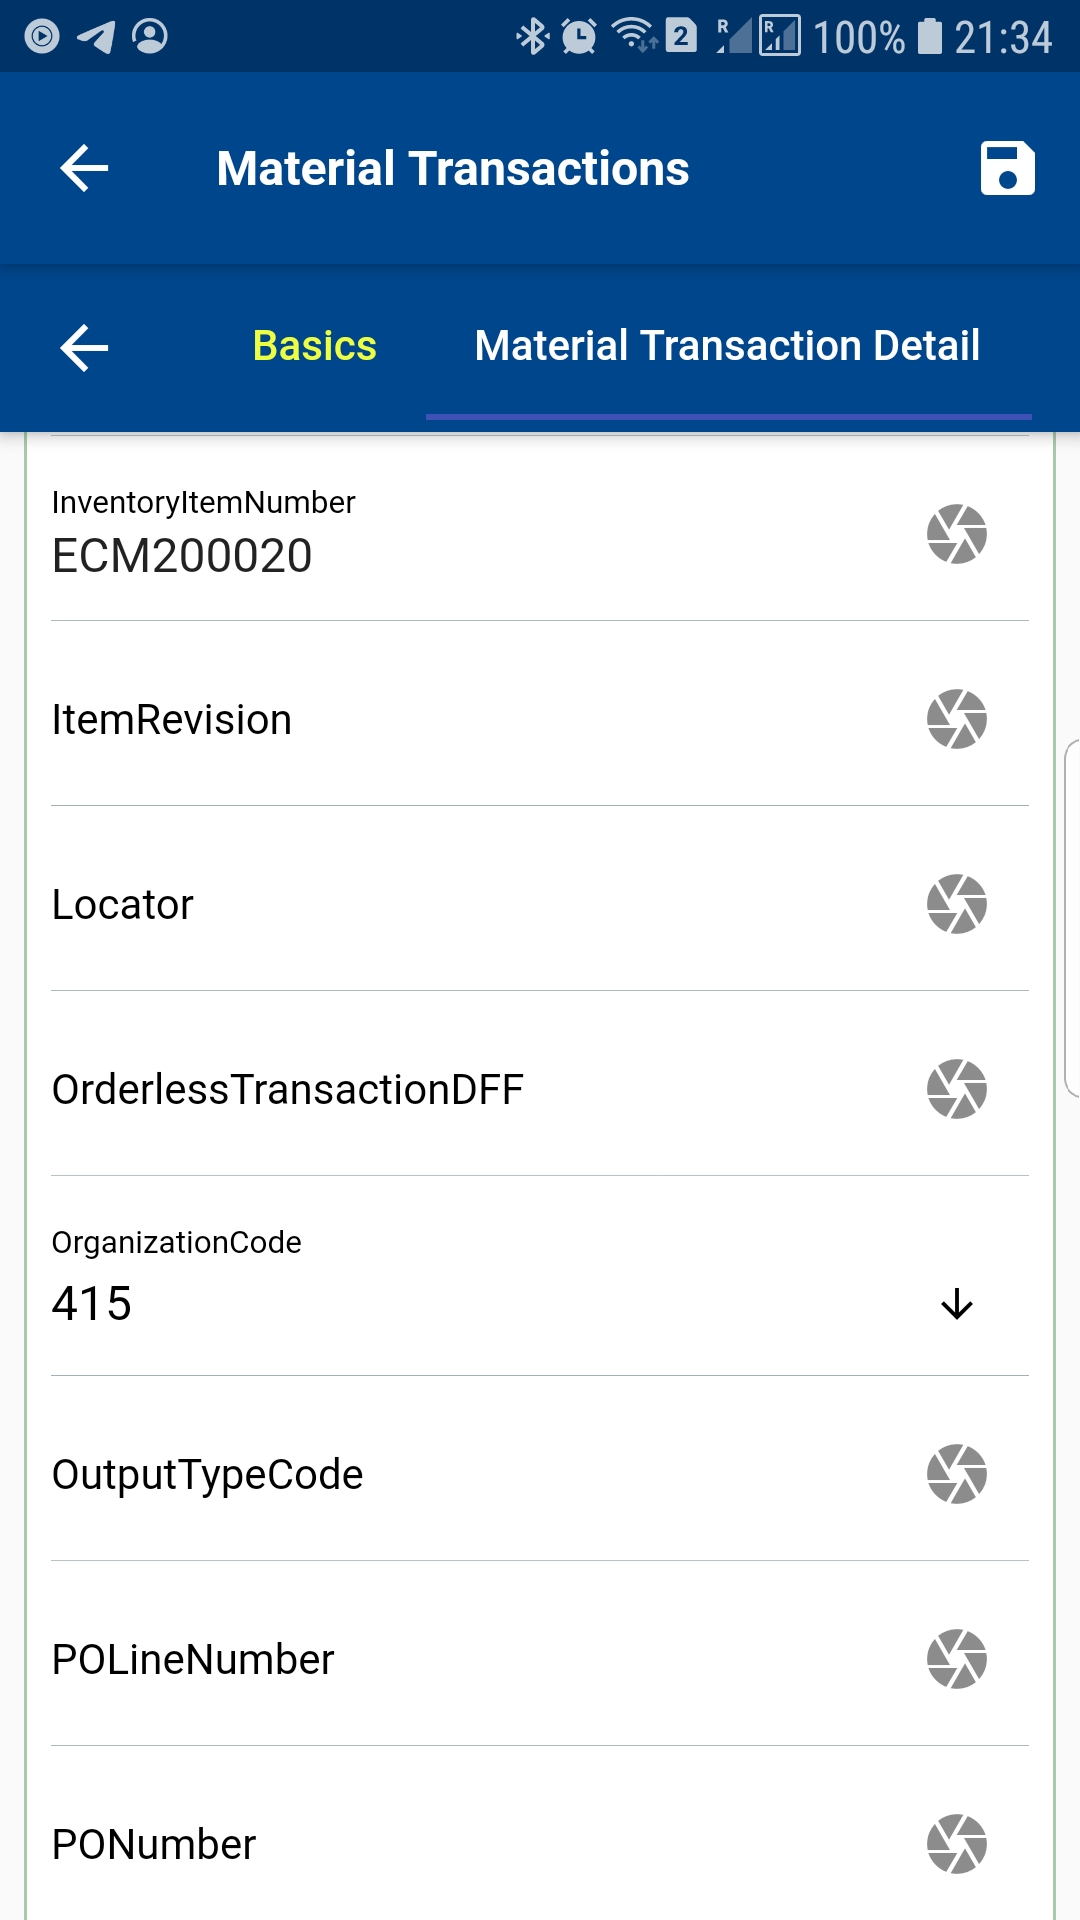 2 R R 100% 21:34
Material Transactions
Basics Material Transaction Detail
InventoryItemNumber
ECM200020
ItemRevision
Locator
OrderlessTransactionDFF
OrganizationCode
415
OutputTypeCode
POLineNumber
PONumber